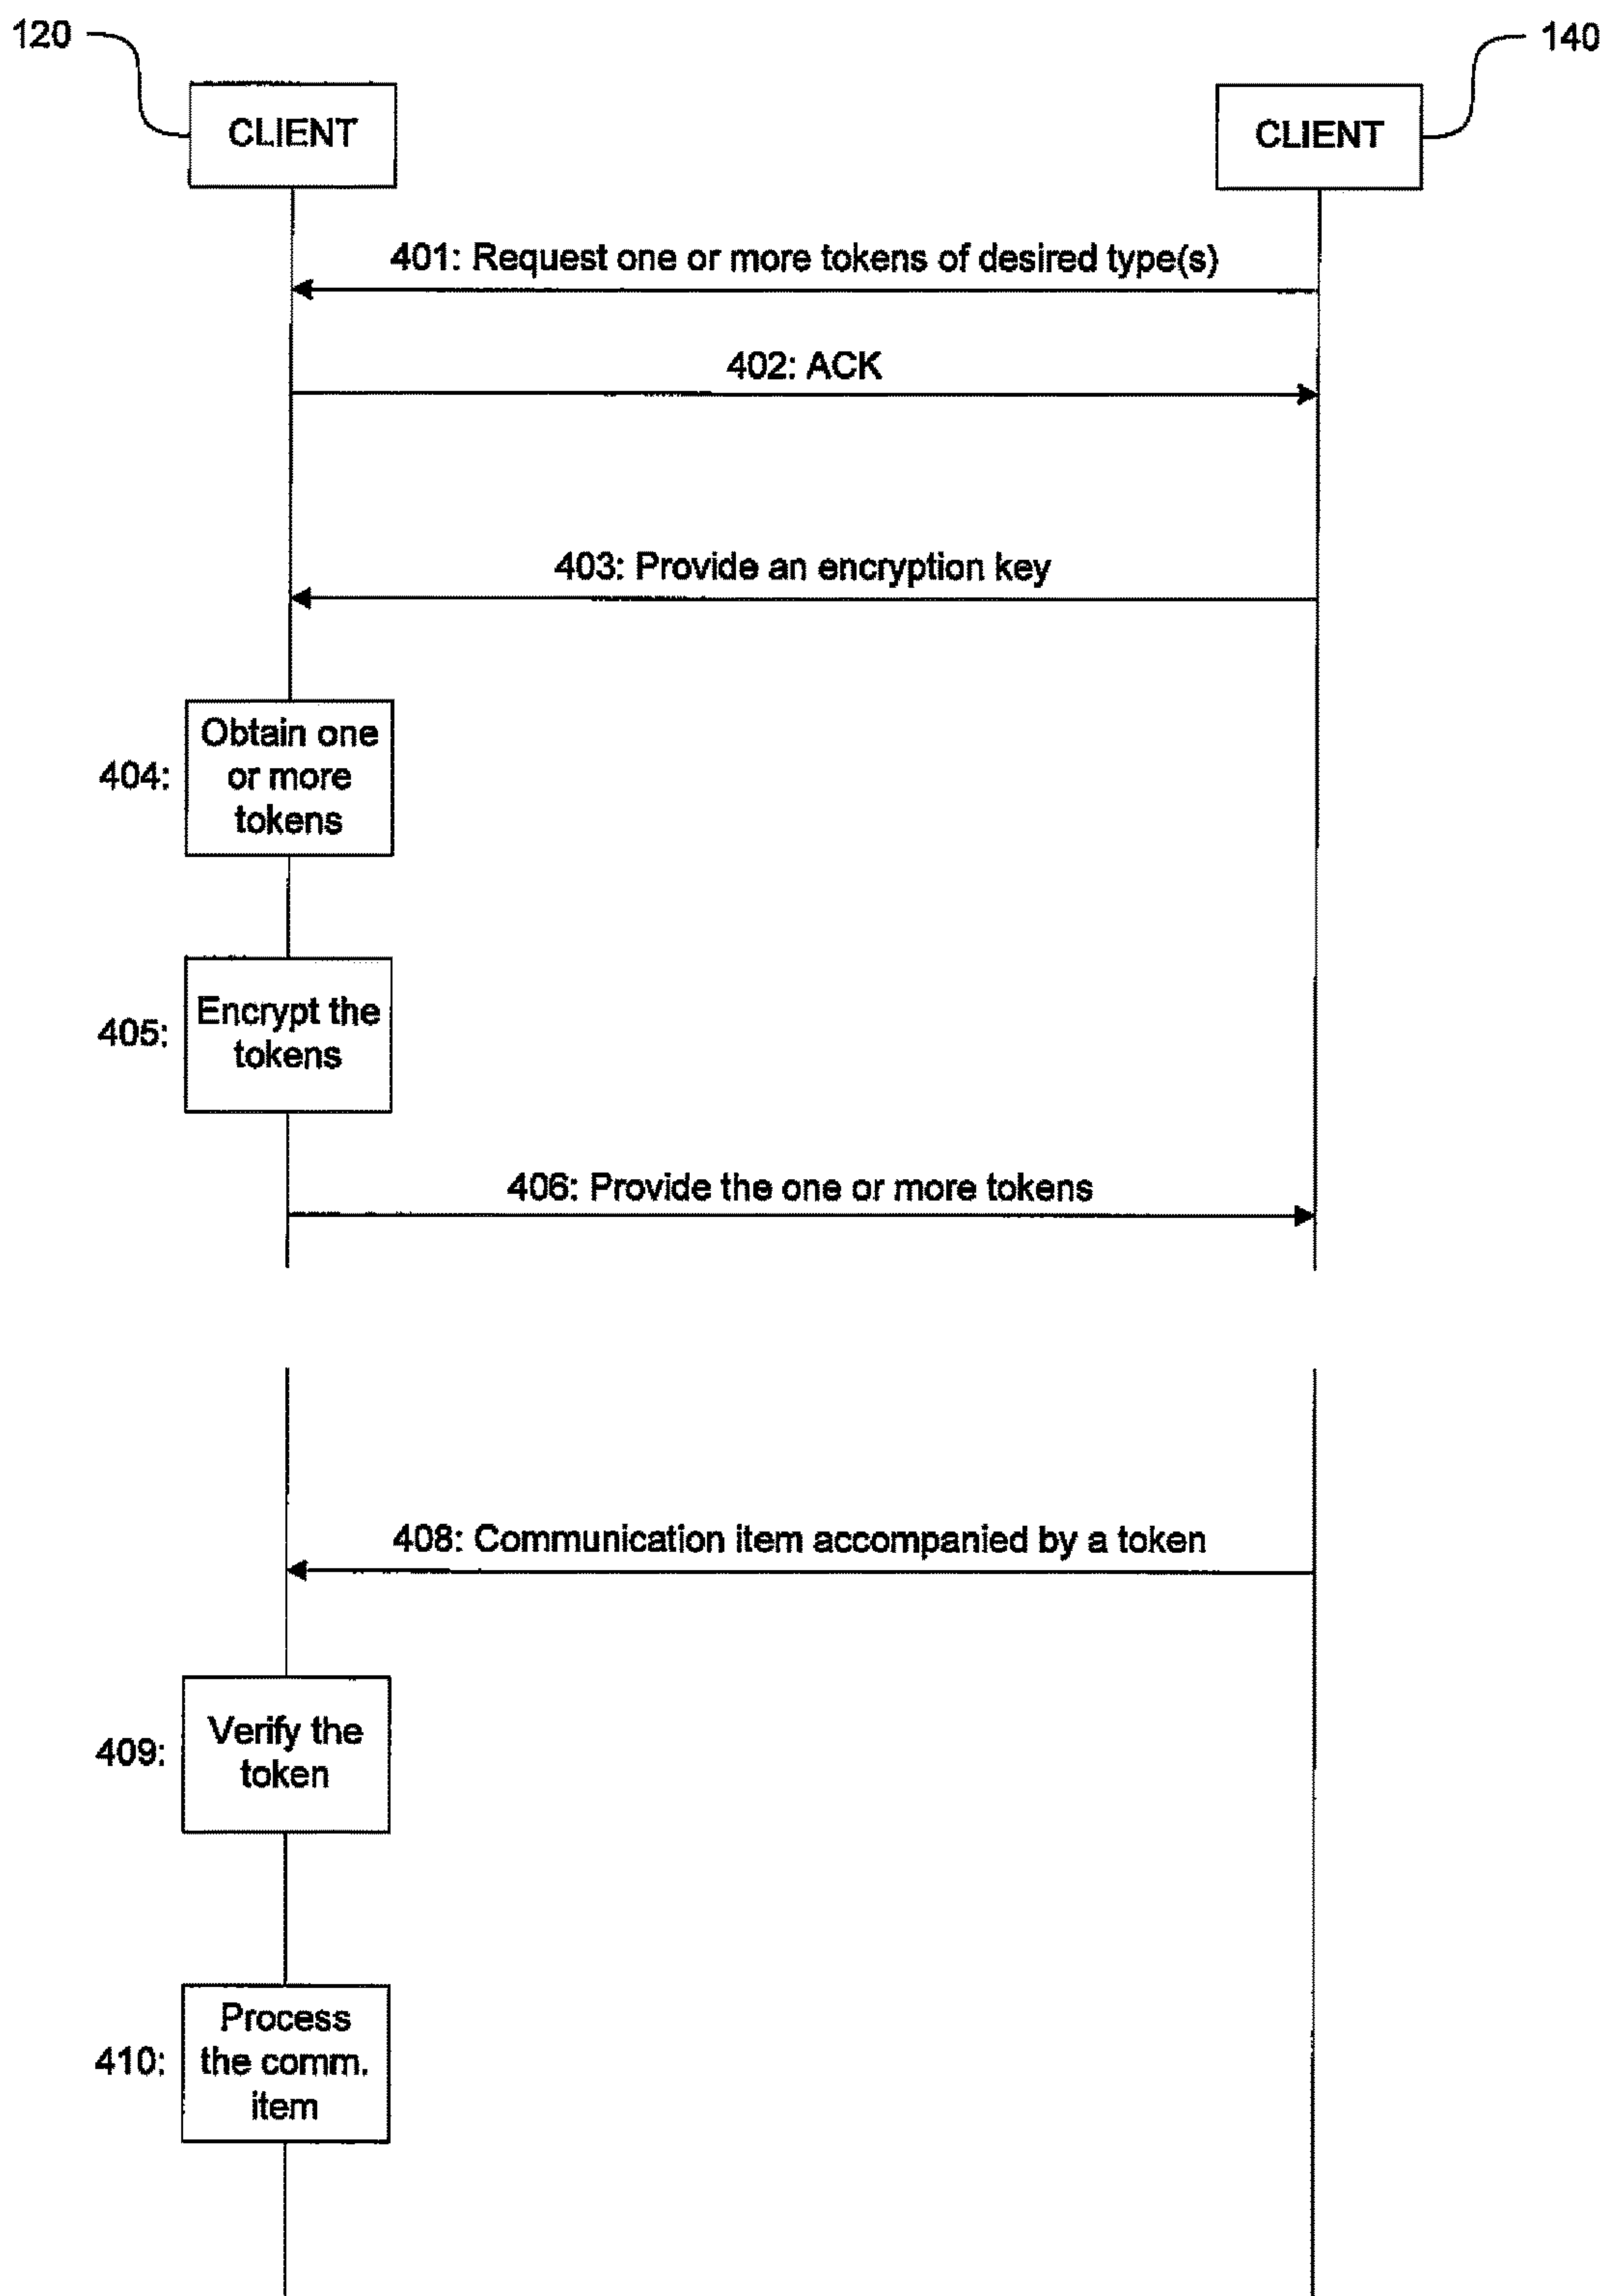 120
140
CLIENT
CLIENT
401: Request one or more tokens of desired type(s)
402: ACK
403: Provide an encryption key
Obtain one
404:
or more
tokens
Encrypt the
405:
tokens
406: Provide the one or more tokens
408: Communication item accompanied by a token
Verify the
409:
token
Process
410:
the comm.
item